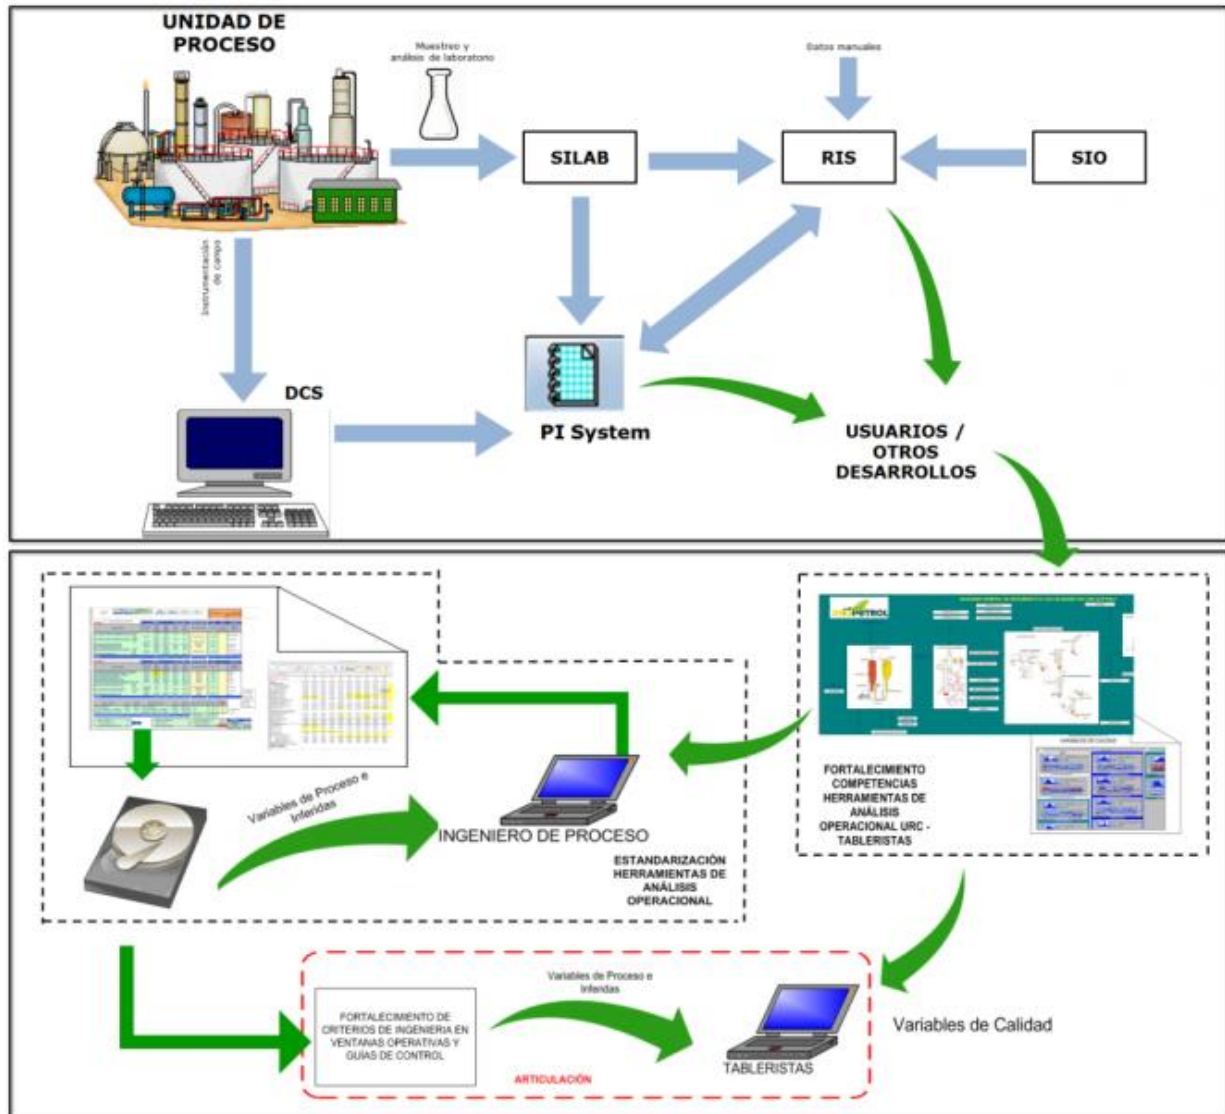 UNIDAD DE
PROCESO
Muestreo y
análisis de laboratorio
Datos manuales
SILAB
RIS
SIO
Instrumentación
de campo
DCS
PI System
USUARIOS /
OTROS
DESARROLLOS
Variables de Proceso e
Inferidas
INGENIERO DE PROCESO
ESTANDARIZACIÓN
HERRAMIENTAS DE
ANÁLISIS
OPERACIONAL
VARIABLES DE CALIDAD
FORTALECIMIENTO
COMPETENCIAS
HERRAMIENTAS DE
ANÁLISIS
OPERACIONAL URC -
TABLERISTAS
FORTALECIMIENTO DE
CRITERIOS DE INGENIERIA EN
VENTANAS OPERATIVAS Y
GUÍAS DE CONTROL
Variables de Proceso e
Inferidas
TABLERISTAS
ARTICULACIÓN
Variables de Calidad